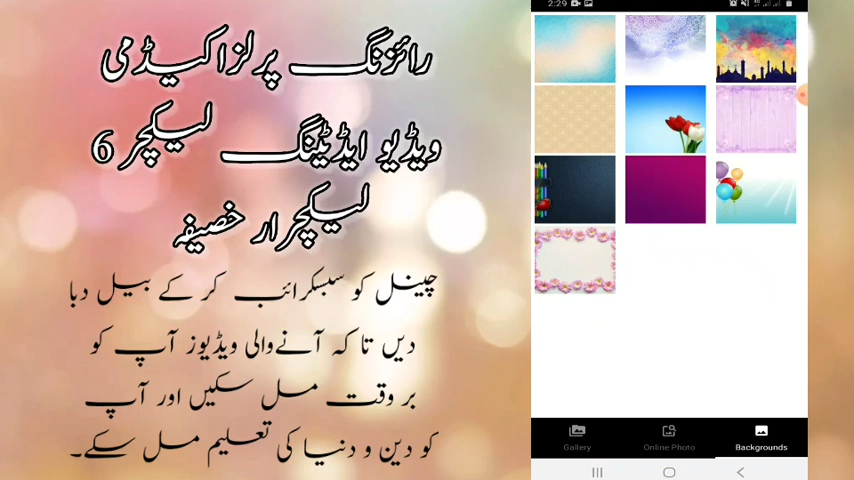 رائزنگ پرلز اکیڈمی
ویڈیو ایڈیٹنگ لیکچر 6
لیکچرار خصیفہ
چینل کو سبسکرائب کر کے بیل دبا
دیں تا کہ آنے والی ویڈیوز آپ کو
بر وقت مل سکیں اور آپ
کو دین و دنیا کی تعلیم مل سکے۔
2:29
Gallery
Online Photo
Backgrounds